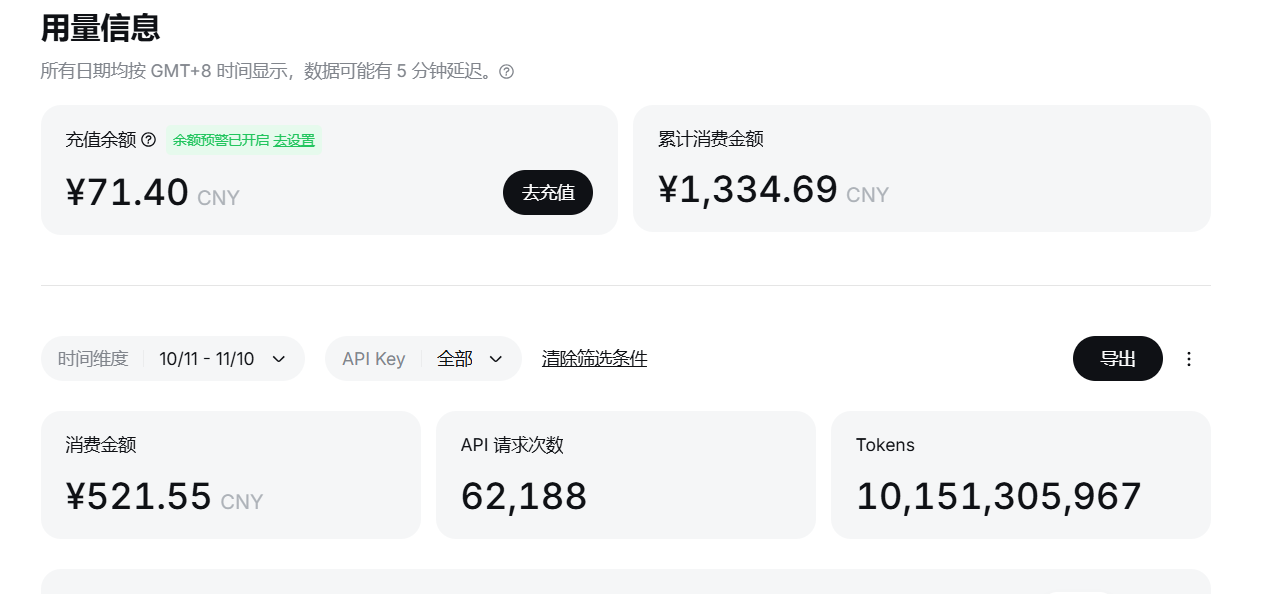 用量信息
所有日期均按 GMT+8 时间显示，数据可能有 5 分钟延迟。
充值余额 余额预警已开启 去设置
¥71.40 CNY
去充值
累计消费金额
¥1,334.69 CNY
时间维度 10/11 - 11/10
API Key 全部
清除筛选条件
导出
消费金额
¥521.55 CNY
API 请求次数
62,188
Tokens
10,151,305,967